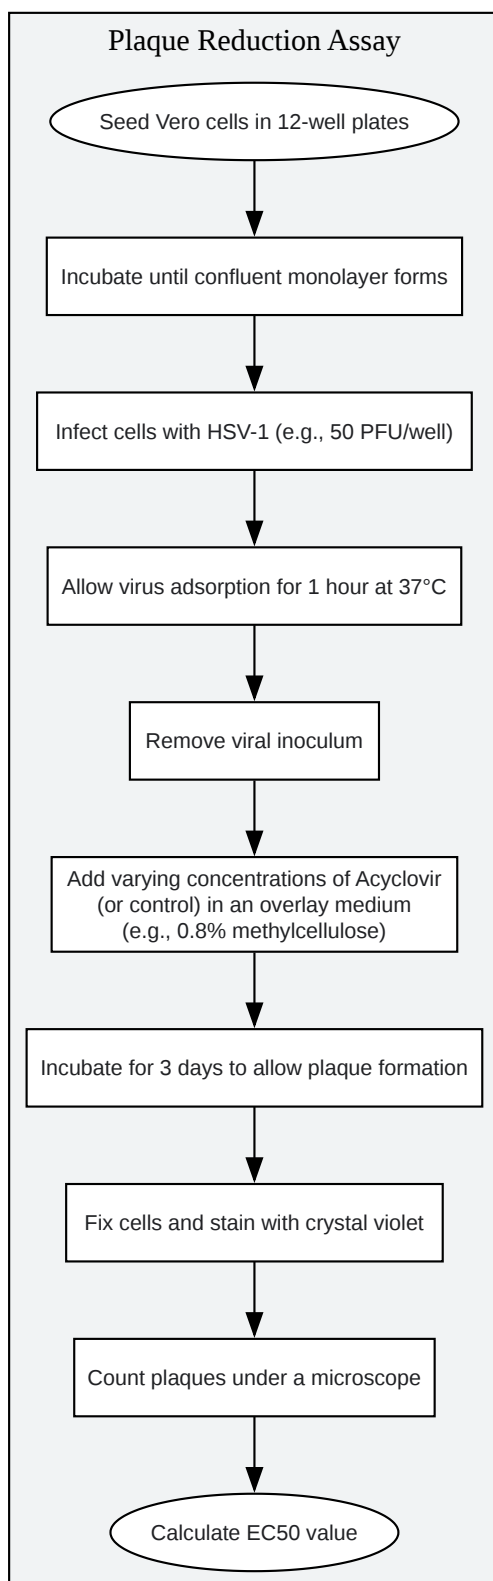 Plaque Reduction Assay
Seed Vero cells in 12-well plates
Incubate until confluent monolayer forms
Infect cells with HSV-1 (e.g., 50 PFU/well)
Allow virus adsorption for 1 hour at 37°C
Remove viral inoculum
Add varying concentrations of Acyclovir
(or control) in an overlay medium
(e.g., 0.8% methylcellulose)
Incubate for 3 days to allow plaque formation
Fix cells and stain with crystal violet
Count plaques under a microscope
Calculate EC50 value